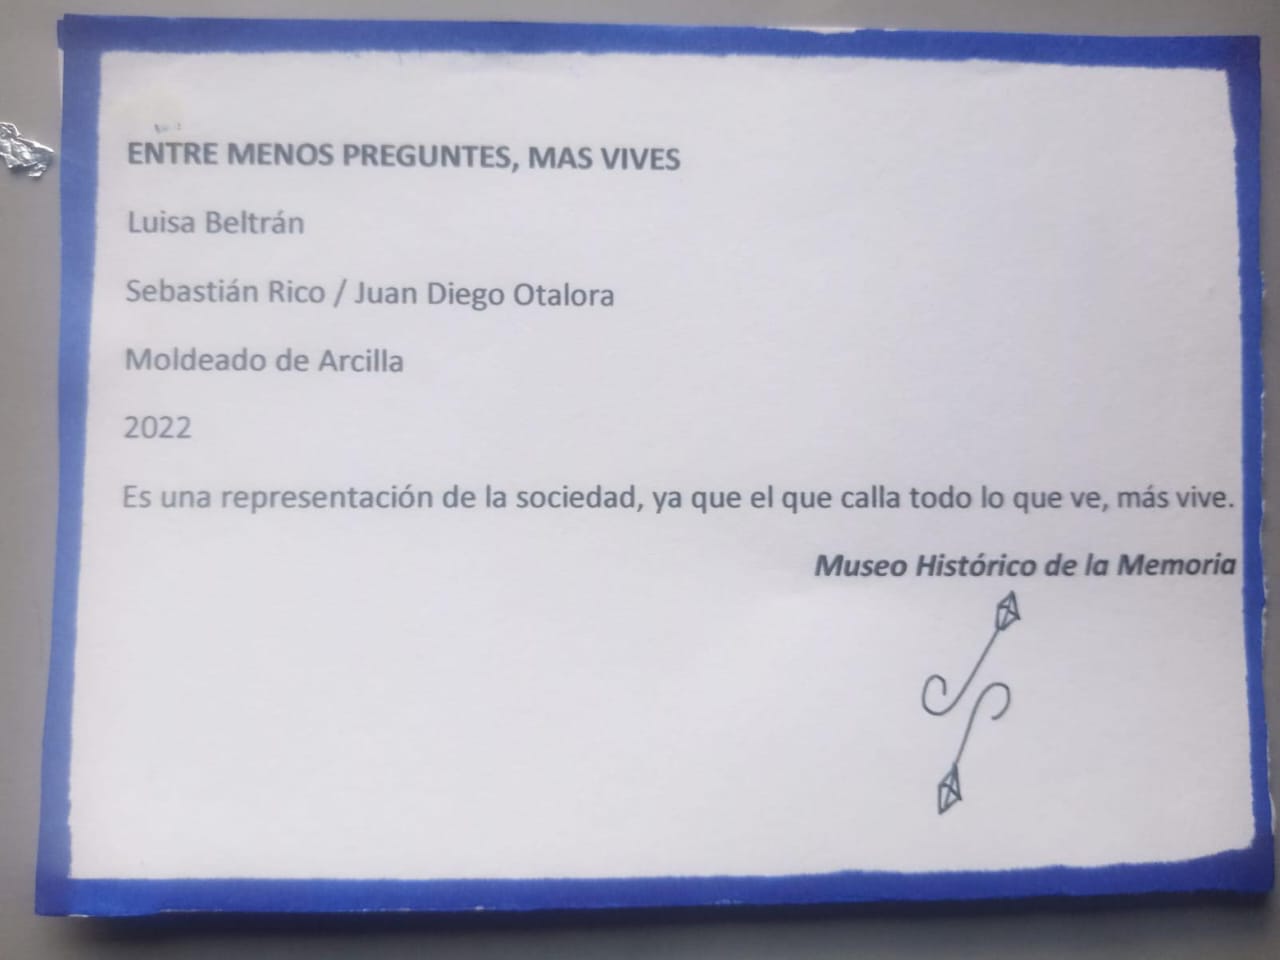 ENTRE MENOS PREGUNTES, MAS VIVES
Luisa Beltrán
Sebastián Rico / Juan Diego Otalora
Moldeado de Arcilla
2022
Es una representación de la sociedad, ya que el que calla todo lo que ve, más vive.
Museo Histórico de la Memoria